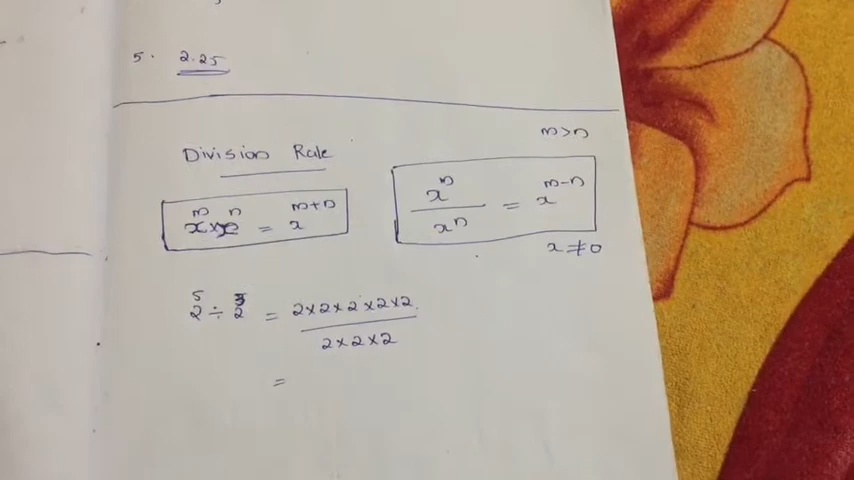 5. 2.25
m>n
Division Rule
x^m × x^n = x^{m+n}
x^m / x^n = x^{m-n}
x ≠ 0
2^5 ÷ 2^3 = 2×2×2×2×2 / 2×2×2
=